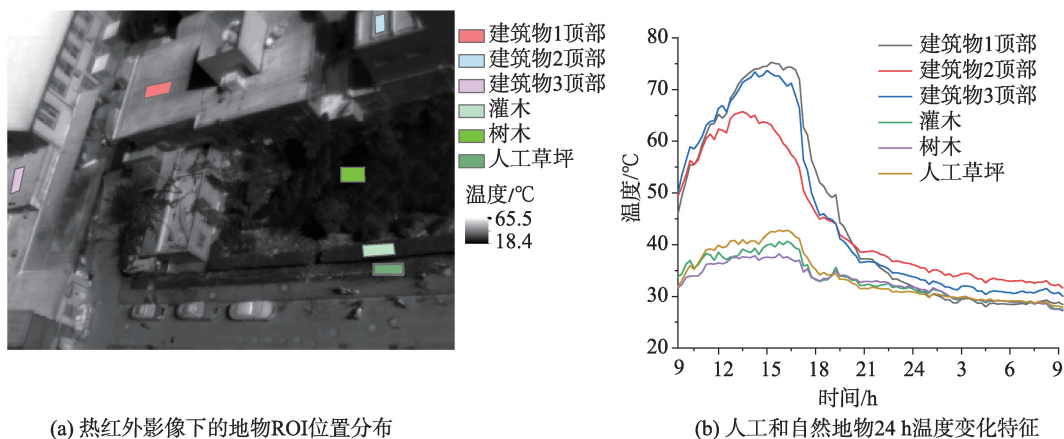 建筑物1顶部
建筑物2顶部
建筑物3顶部
灌木
树木
人工草坪
温度/℃
65.5
18.4
(a) 热红外影像下的地物ROI位置分布
80
70
60
50
40
30
20
温度/℃
9 12 15 18 21 24 3 6 9
时间/h
建筑物1顶部
建筑物2顶部
建筑物3顶部
灌木
树木
人工草坪
(b) 人工和自然地物24 h温度变化特征